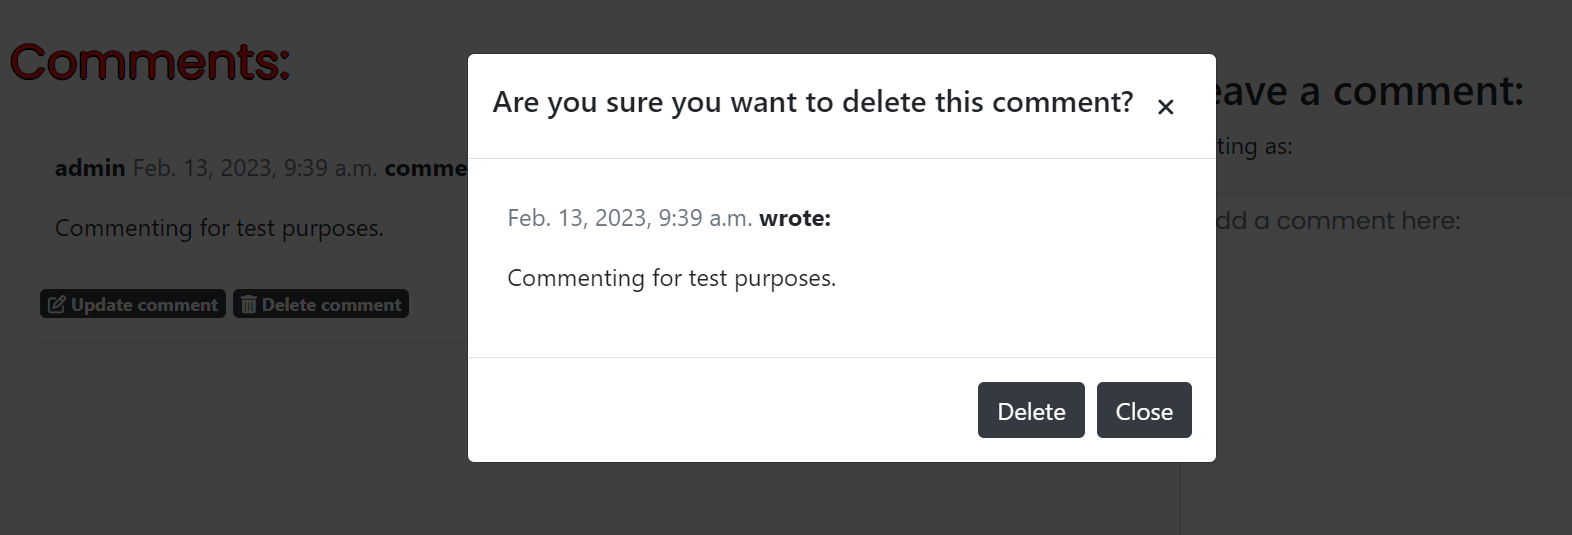 Comments:
admin Feb. 13, 2023, 9:39 a.m. comme
Commenting for test purposes.
Update comment
Delete comment
Are you sure you want to delete this comment? ×
Feb. 13, 2023, 9:39 a.m. wrote:
Commenting for test purposes.
Delete
Close
eave a comment:
ting as:
dd a comment here: